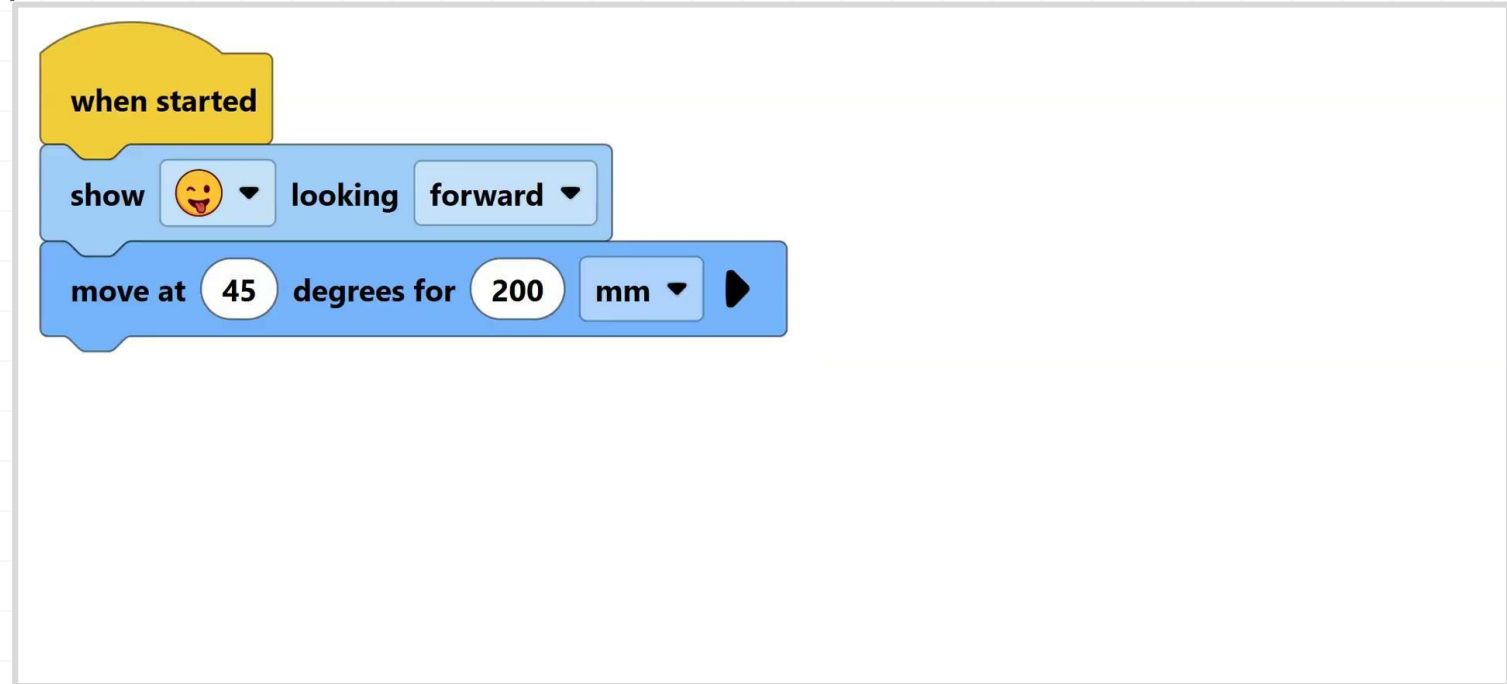 when started
show 😜 looking forward
move at 45 degrees for 200 mm